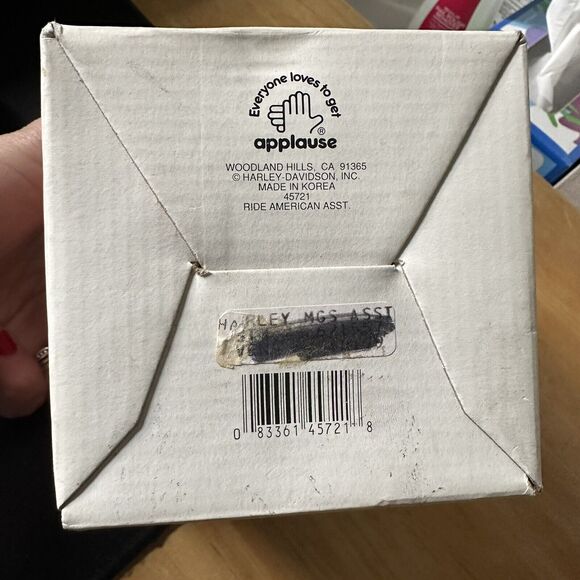 Everyone loves to get
applause®
WOODLAND HILLS, CA 91365
© HARLEY-DAVIDSON, INC.
MADE IN KOREA
45721
RIDE AMERICAN ASST.
HARLEY MGS ASST
0 83361 45721 8